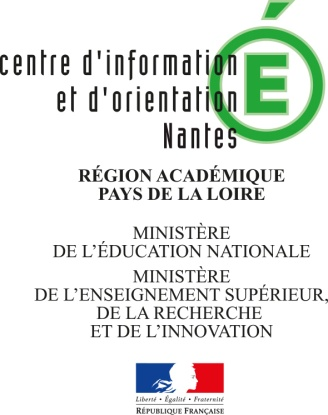 centre d'information
et d'orientation
Nantes
É
RÉGION ACADÉMIQUE
PAYS DE LA LOIRE
MINISTÈRE
DE L'ÉDUCATION NATIONALE
MINISTÈRE
DE L'ENSEIGNEMENT SUPÉRIEUR,
DE LA RECHERCHE
ET DE L'INNOVATION
Liberté • Égalité • Fraternité
RÉPUBLIQUE FRANÇAISE